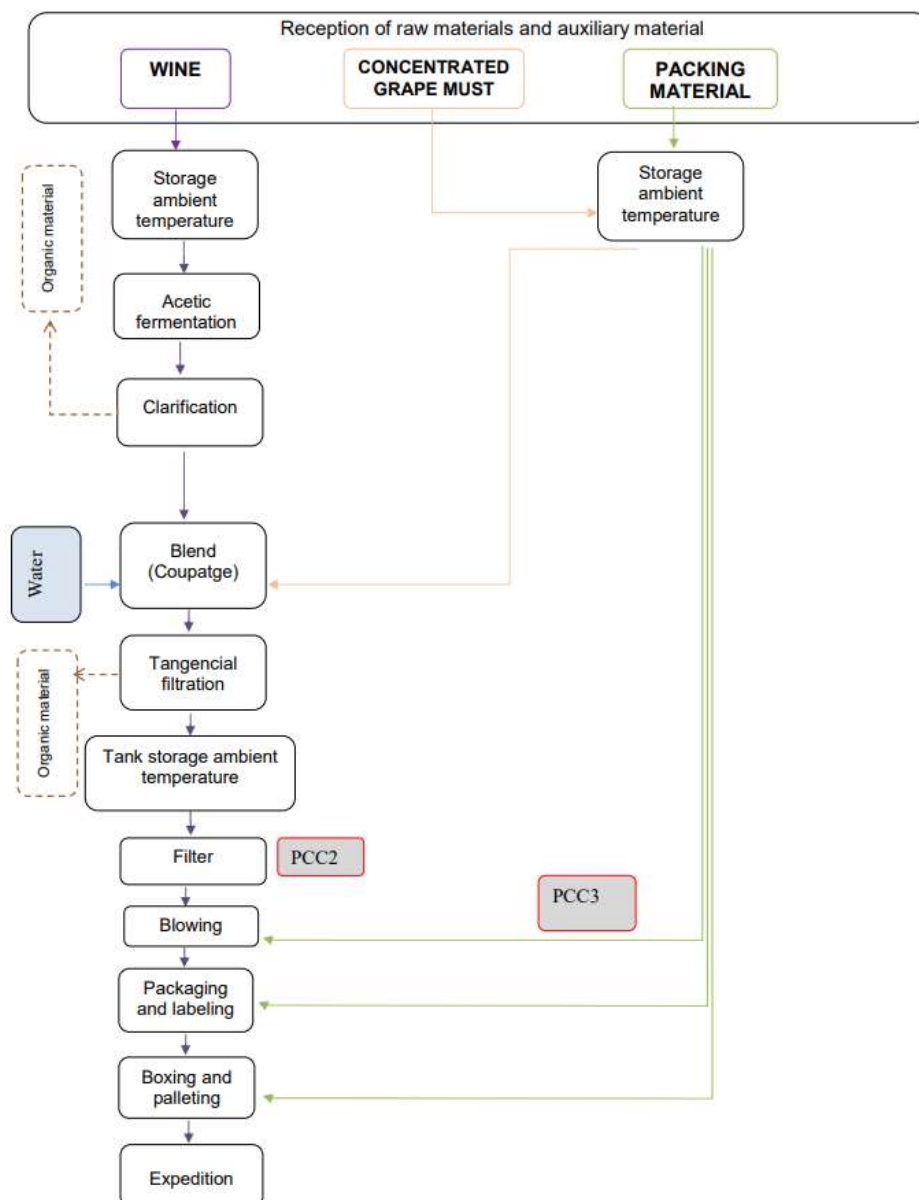 Reception of raw materials and auxiliary material
WINE
CONCENTRATED
GRAPE MUST
PACKING
MATERIAL
Storage
ambient
temperature
Storage
ambient
temperature
Organic material
Acetic
fermentation
Clarification
Water
Blend
(Coupatge)
Organic material
Tangencial
filtration
Tank storage ambient
temperature
Filter
PCC2
PCC3
Blowing
Packaging
and labeling
Boxing and
palleting
Expedition